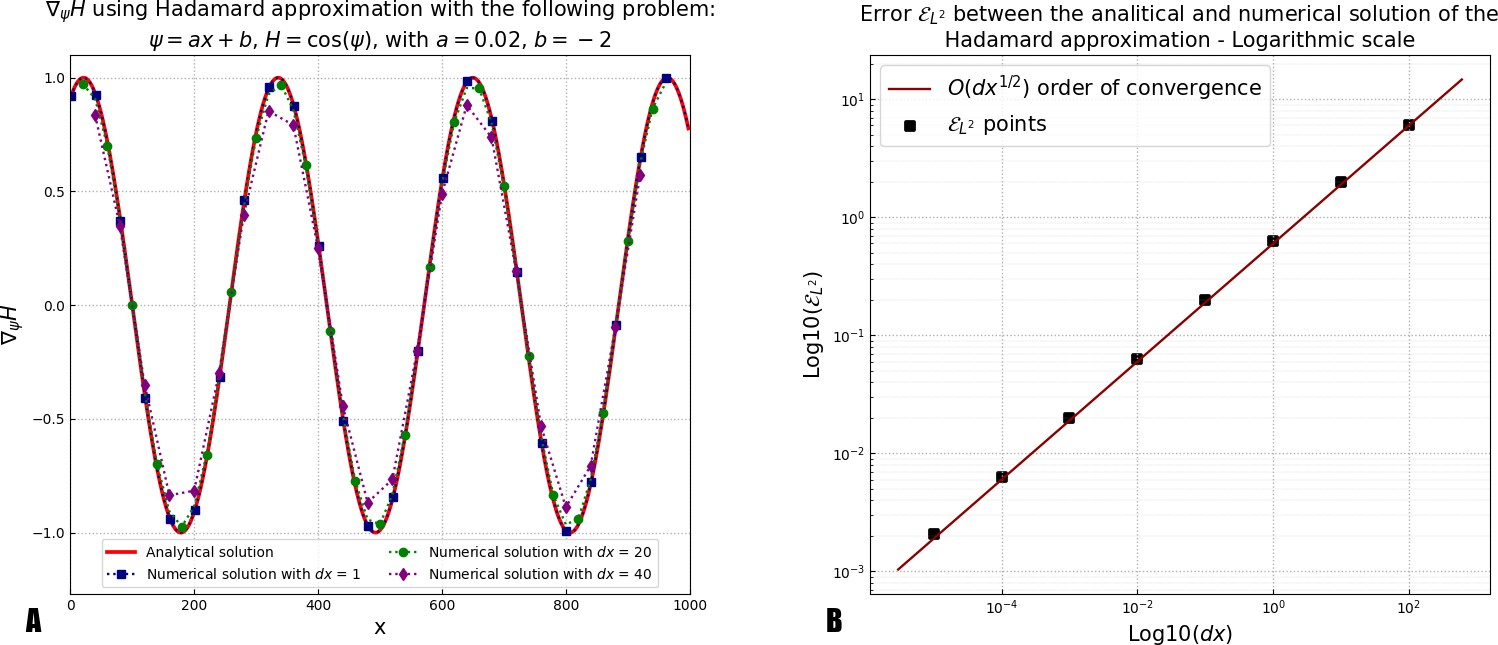 ∇ψH using Hadamard approximation with the following problem:
ψ = ax + b, H = cos(ψ), with a = 0.02, b = −2
1.0
0.5
0.0
−0.5
−1.0
∇ψH
Analytical solution
Numerical solution with dx = 1
Numerical solution with dx = 20
Numerical solution with dx = 40
0 200 400 600 800 1000
x
A
Error ℰL² between the analitical and numerical solution of the
Hadamard approximation - Logarithmic scale
O(dx^1/2) order of convergence
ℰL² points
10¹
10⁰
10⁻¹
10⁻²
10⁻³
Log10(ℰL²)
10⁻⁴ 10⁻² 10⁰ 10²
Log10(dx)
B